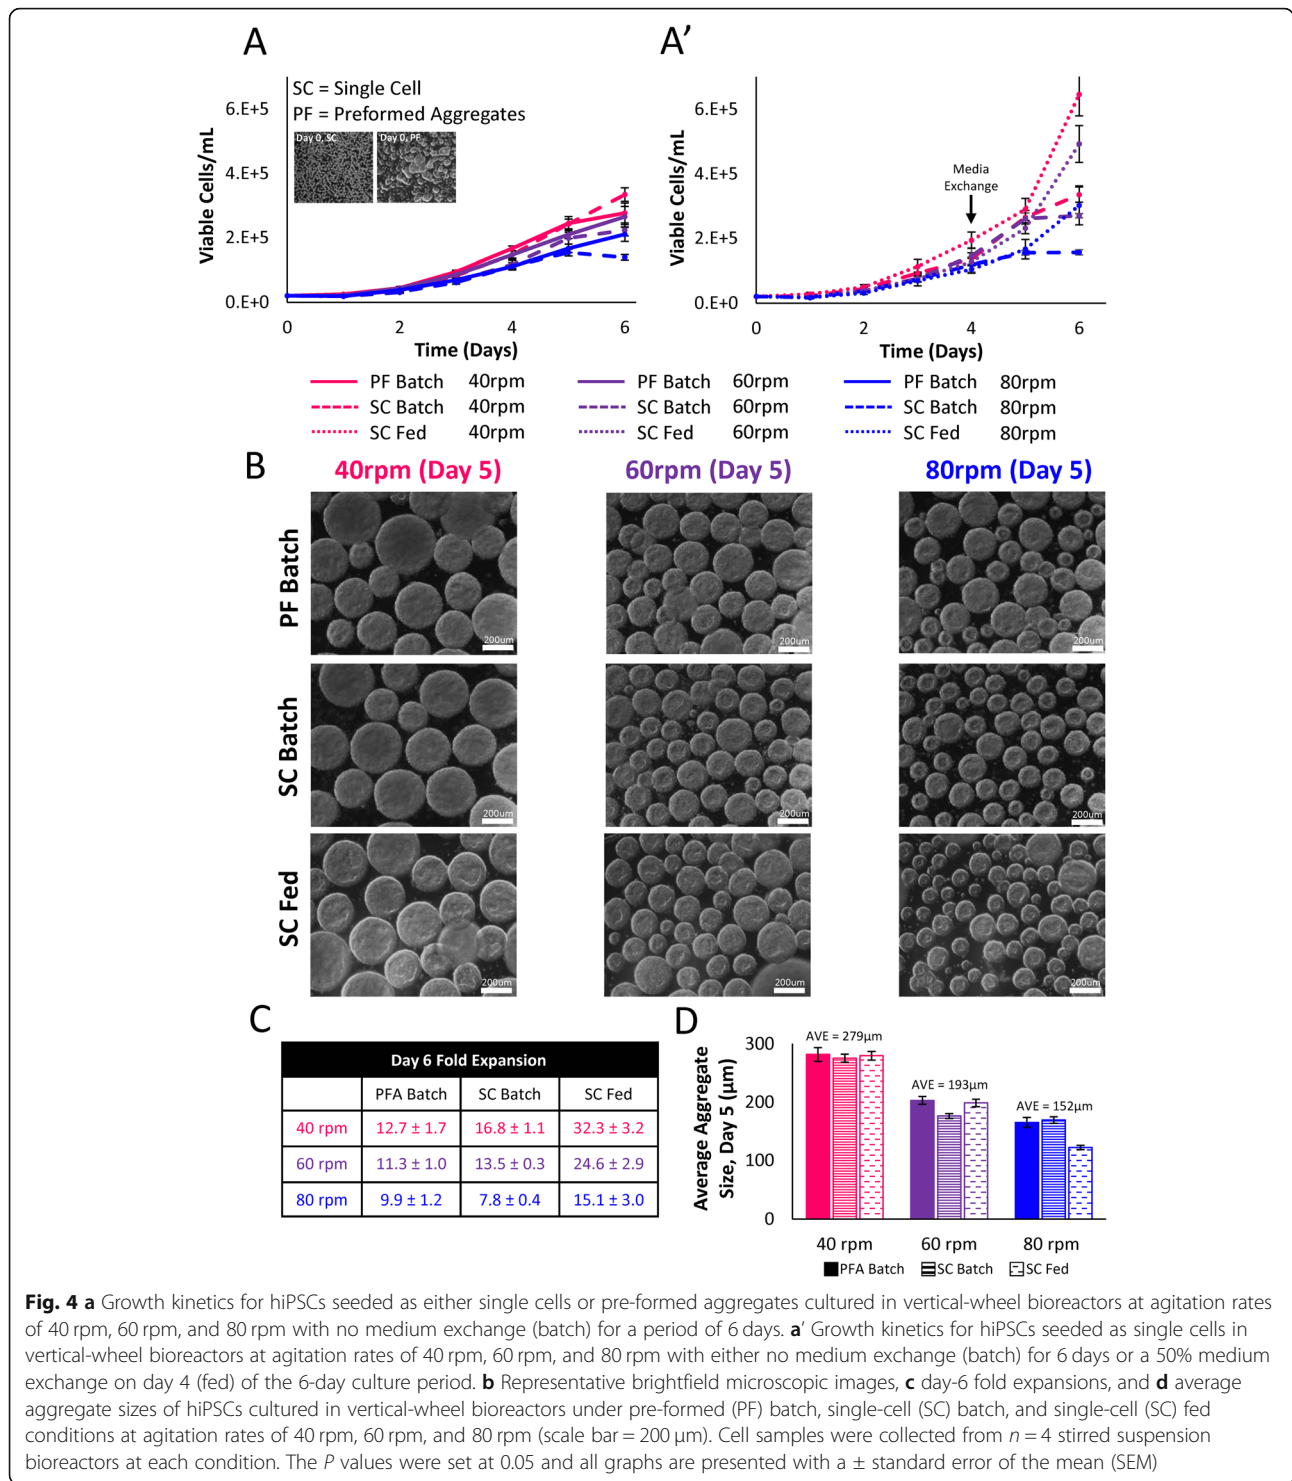 A
A'
SC = Single Cell
PF = Preformed Aggregates
Day 0, SC
Day 0, PF
6.E+5
4.E+5
2.E+5
0.E+0
Viable Cells/mL
0
2
4
6
Time (Days)
6.E+5
4.E+5
2.E+5
0.E+0
Viable Cells/mL
Media
Exchange
0
2
4
6
Time (Days)
PF Batch 40rpm
SC Batch 40rpm
SC Fed 40rpm
PF Batch 60rpm
SC Batch 60rpm
SC Fed 60rpm
PF Batch 80rpm
SC Batch 80rpm
SC Fed 80rpm
B
40rpm (Day 5)
60rpm (Day 5)
80rpm (Day 5)
PF Batch
200um
200um
200um
SC Batch
200um
200um
200um
SC Fed
200um
200um
200um
C
Day 6 Fold Expansion
PFA Batch SC Batch SC Fed
40 rpm 12.7 ± 1.7 16.8 ± 1.1 32.3 ± 3.2
60 rpm 11.3 ± 1.0 13.5 ± 0.3 24.6 ± 2.9
80 rpm 9.9 ± 1.2 7.8 ± 0.4 15.1 ± 3.0
D
Average Aggregate
Size, Day 5 (µm)
300
200
100
0
AVE = 279µm
AVE = 193µm
AVE = 152µm
40 rpm
60 rpm
80 rpm
PFA Batch
SC Batch
SC Fed
Fig. 4 a Growth kinetics for hiPSCs seeded as either single cells or pre-formed aggregates cultured in vertical-wheel bioreactors at agitation rates
of 40 rpm, 60 rpm, and 80 rpm with no medium exchange (batch) for a period of 6 days. a′ Growth kinetics for hiPSCs seeded as single cells in
vertical-wheel bioreactors at agitation rates of 40 rpm, 60 rpm, and 80 rpm with either no medium exchange (batch) for 6 days or a 50% medium
exchange on day 4 (fed) of the 6-day culture period. b Representative brightfield microscopic images, c day-6 fold expansions, and d average
aggregate sizes of hiPSCs cultured in vertical-wheel bioreactors under pre-formed (PF) batch, single-cell (SC) batch, and single-cell (SC) fed
conditions at agitation rates of 40 rpm, 60 rpm, and 80 rpm (scale bar = 200 µm). Cell samples were collected from n = 4 stirred suspension
bioreactors at each condition. The P values were set at 0.05 and all graphs are presented with a ± standard error of the mean (SEM)